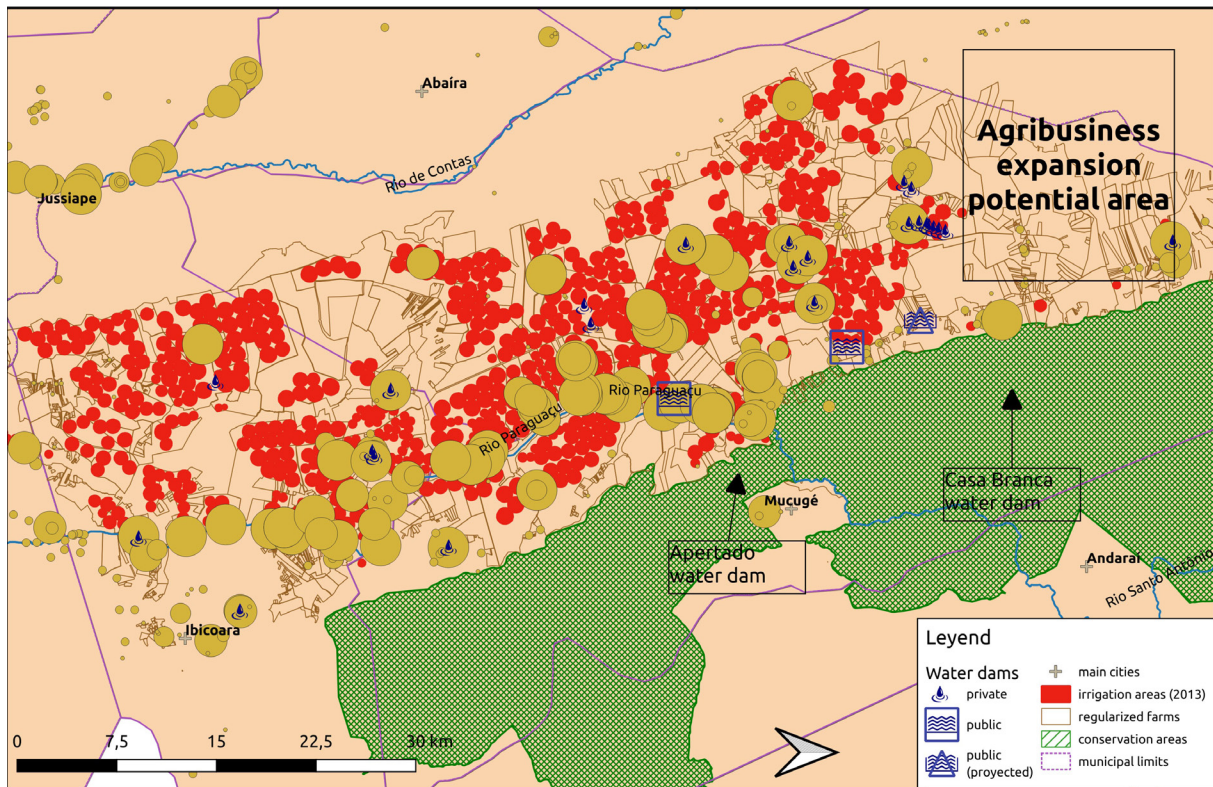 Abaíra
Rio de Contas
Jussiape
Agribusiness
expansion
potential area
Rio Paraguaçu
Rio Paraguaçu
Casa Branca
water dam
Mucugé
Apertado
water dam
Andaraí
Rio Santo Antônio
Ibicoara
0 7,5 15 22,5 30 km
Leyend
Water dams
private
public
public
(proyected)
main cities
irrigation areas (2013)
regularized farms
conservation areas
municipal limits